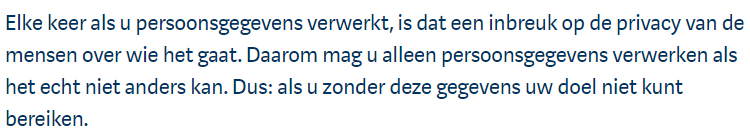 Elke keer als u persoonsgegevens verwerkt, is dat een inbreuk op de privacy van de
mensen over wie het gaat. Daarom mag u alleen persoonsgegevens verwerken als
het echt niet anders kan. Dus: als u zonder deze gegevens uw doel niet kunt
bereiken.